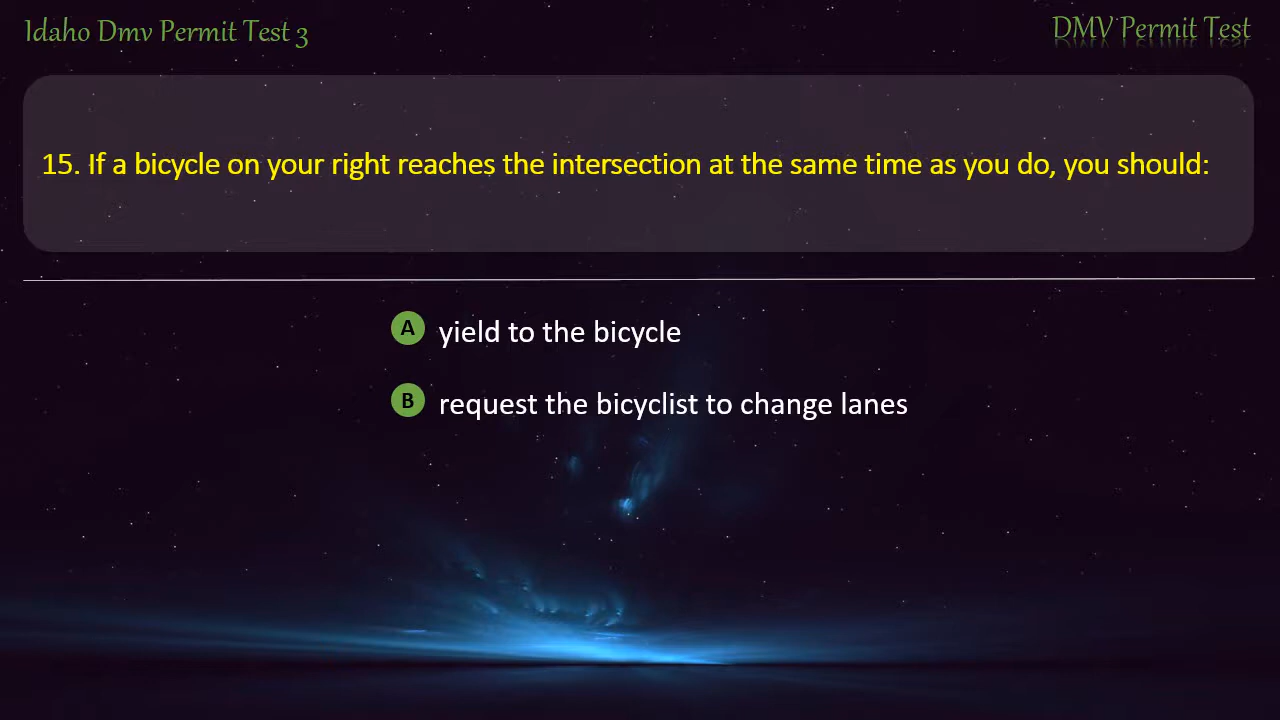 Idaho Dmv Permit Test 3
DMV Permit Test
15. If a bicycle on your right reaches the intersection at the same time as you do, you should:
A yield to the bicycle
B request the bicyclist to change lanes